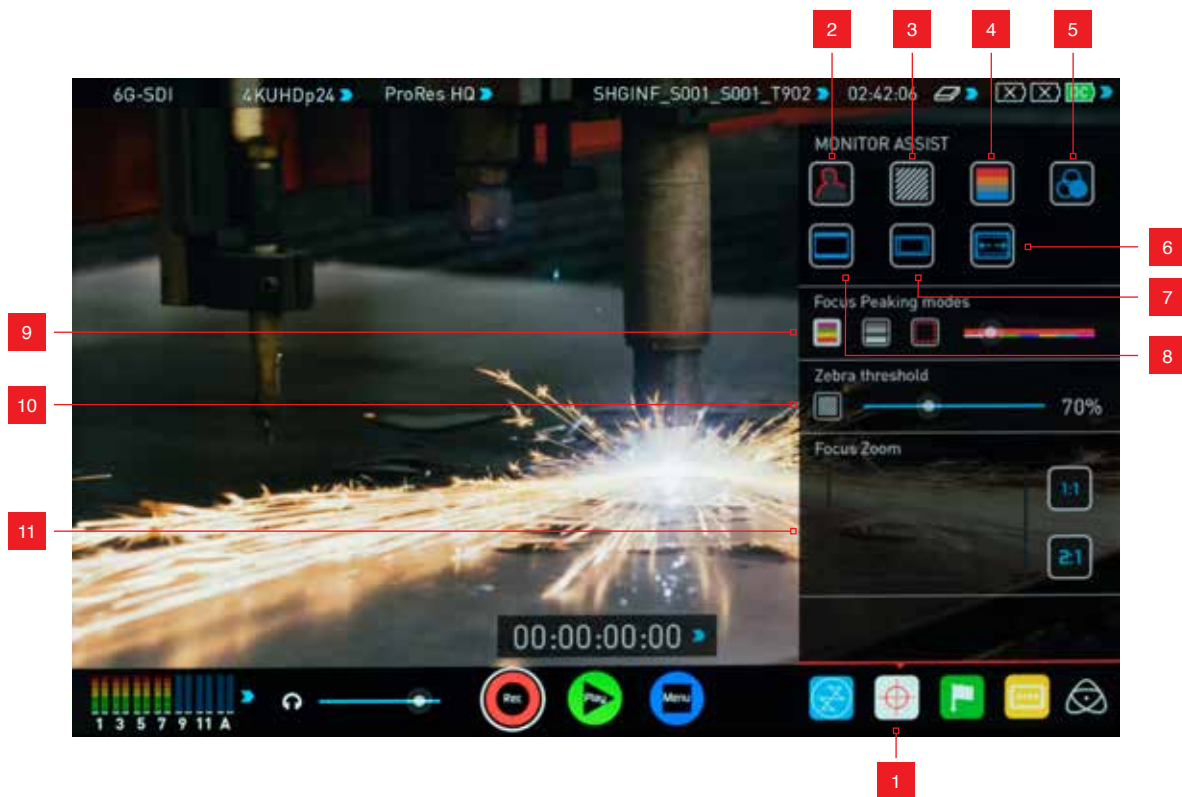 2 3 4 5
6G-SDI 4KUHDp24 ProRes HQ SHGINF_S001_S001_T902 02:42:06 X X DC
MONITOR ASSIST
6
7
Focus Peaking modes
9
8
Zebra threshold
10
70%
Focus Zoom
1:1
11
2:1
00:00:00:00
Rec Play Menu
1 3 5 7 9 11 A
1